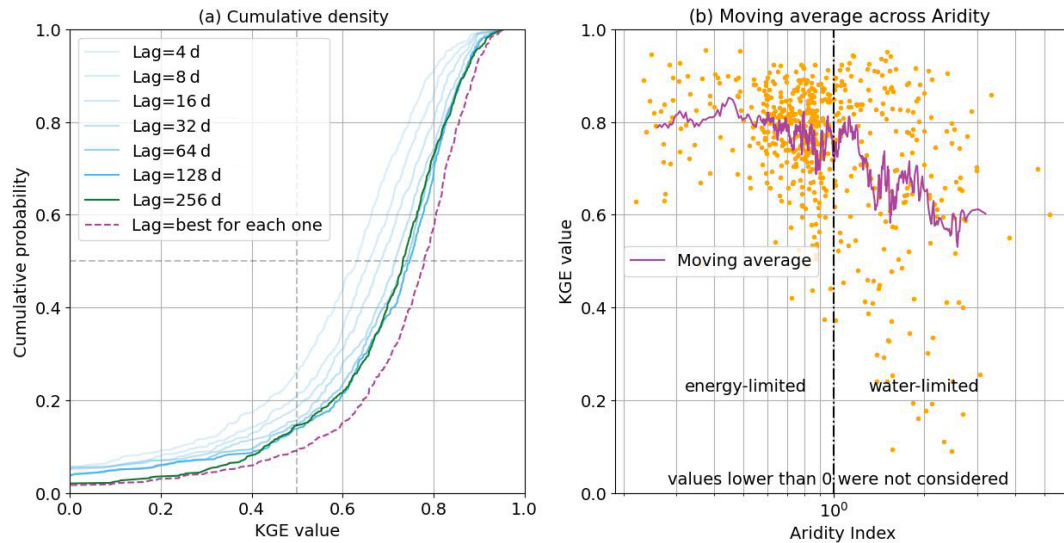 (a) Cumulative density
Cumulative probability
1.0
0.8
0.6
0.4
0.2
0.0
Lag=4 d
Lag=8 d
Lag=16 d
Lag=32 d
Lag=64 d
Lag=128 d
Lag=256 d
Lag=best for each one
0.0 0.2 0.4 0.6 0.8 1.0
KGE value
(b) Moving average across Aridity
KGE value
1.0
0.8
0.6
0.4
0.2
0.0
Moving average
energy-limited water-limited
values lower than 0 were not considered
10⁰
Aridity Index